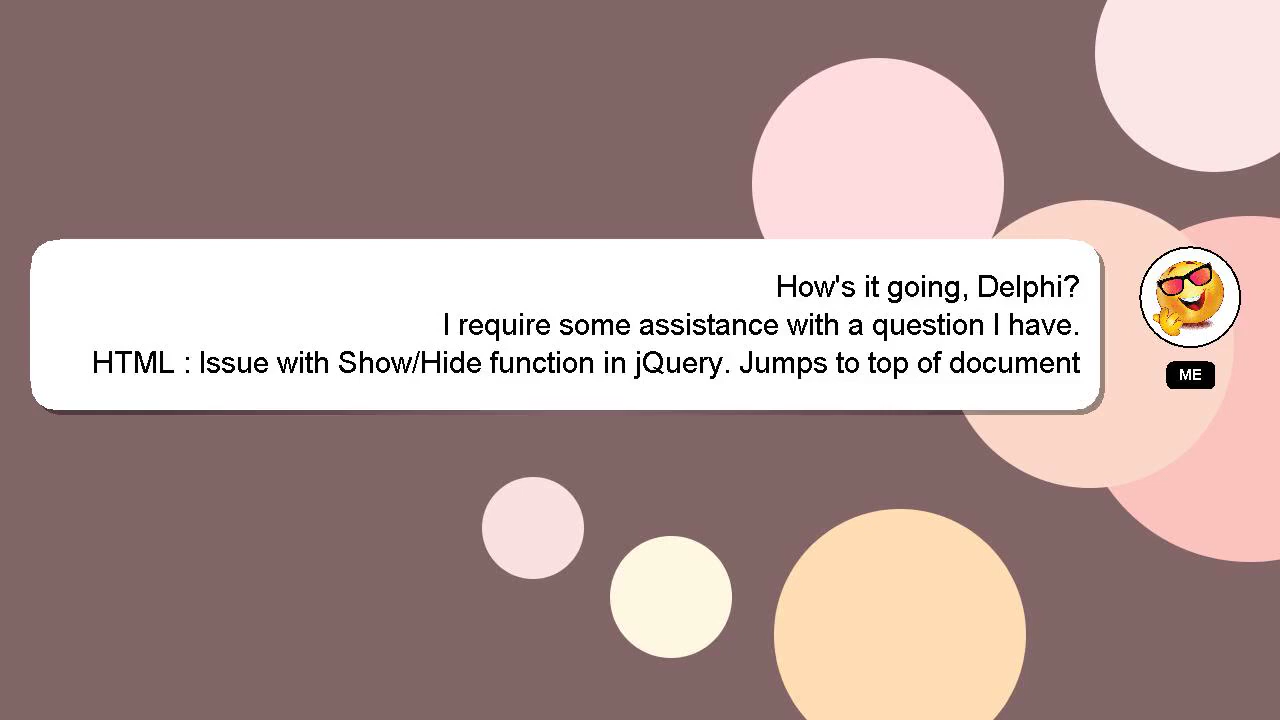 How's it going, Delphi?
I require some assistance with a question I have.
HTML : Issue with Show/Hide function in jQuery. Jumps to top of document
ME